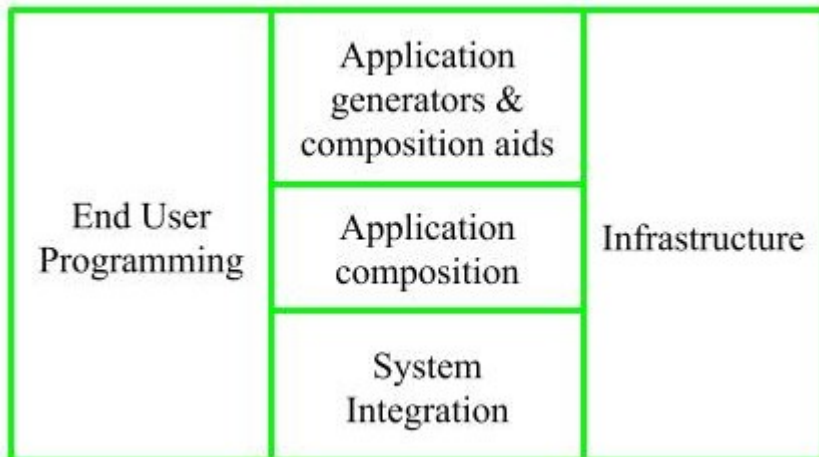 End User
Programming
Application
generators &
composition aids
Application
composition
System
Integration
Infrastructure